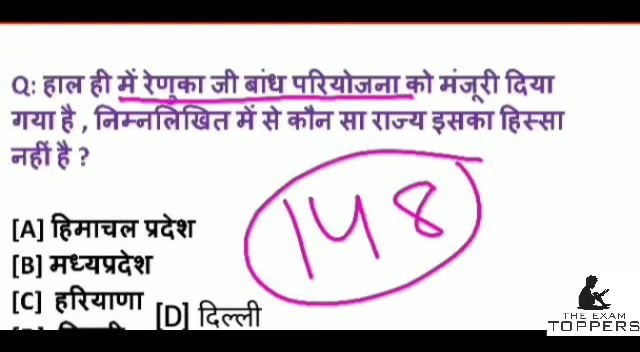 Q: हाल ही में रेणुका जी बांध परियोजना को मंजूरी दिया
गया है , निम्नलिखित में से कौन सा राज्य इसका हिस्सा
नहीं है ?
148
[A] हिमाचल प्रदेश
[B] मध्यप्रदेश
[C] हरियाणा
[D] दिल्ली
THE EXAM
TOPPERS